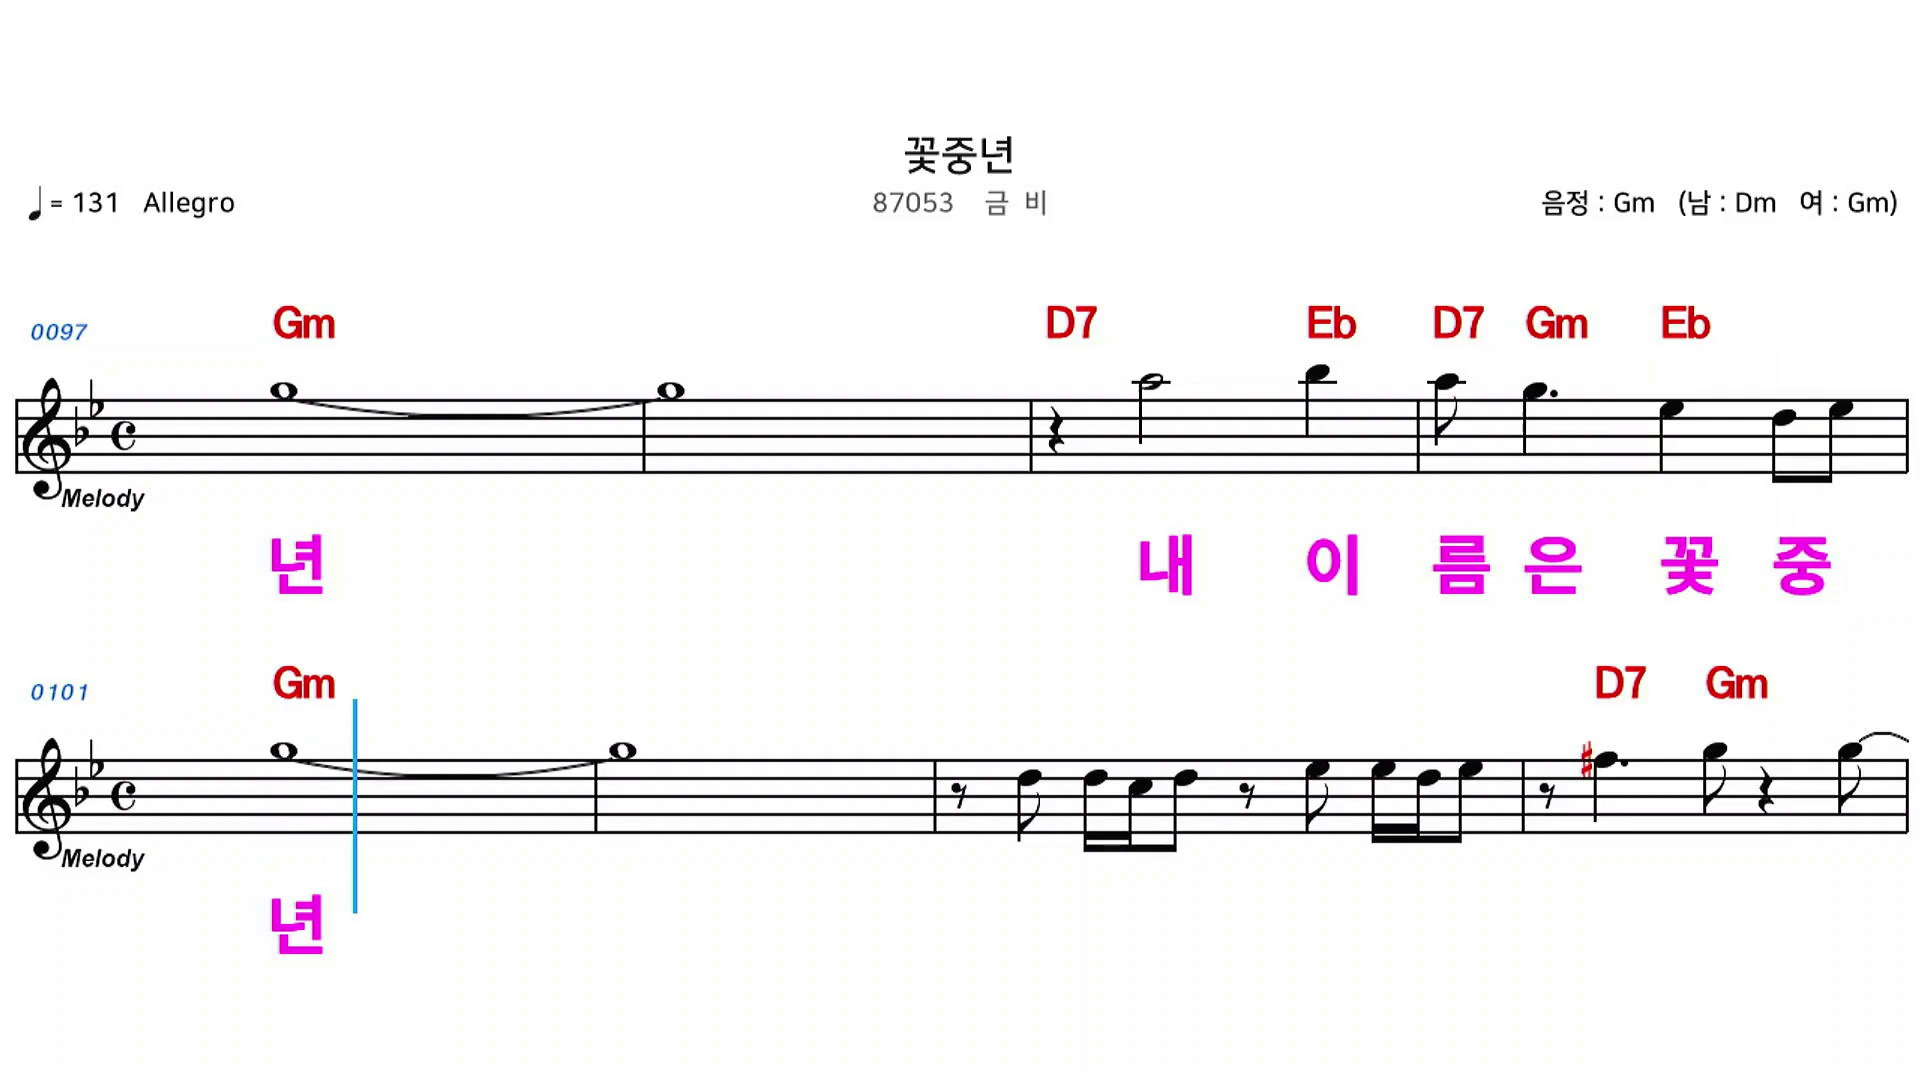 꽃중년
♩= 131 Allegro 87053 금 비 음정 : Gm (남 : Dm 여 : Gm)
0097 Gm D7 Eb D7 Gm Eb
Melody
년 내 이 름 은 꽃 중
0101 Gm D7 Gm
Melody
년